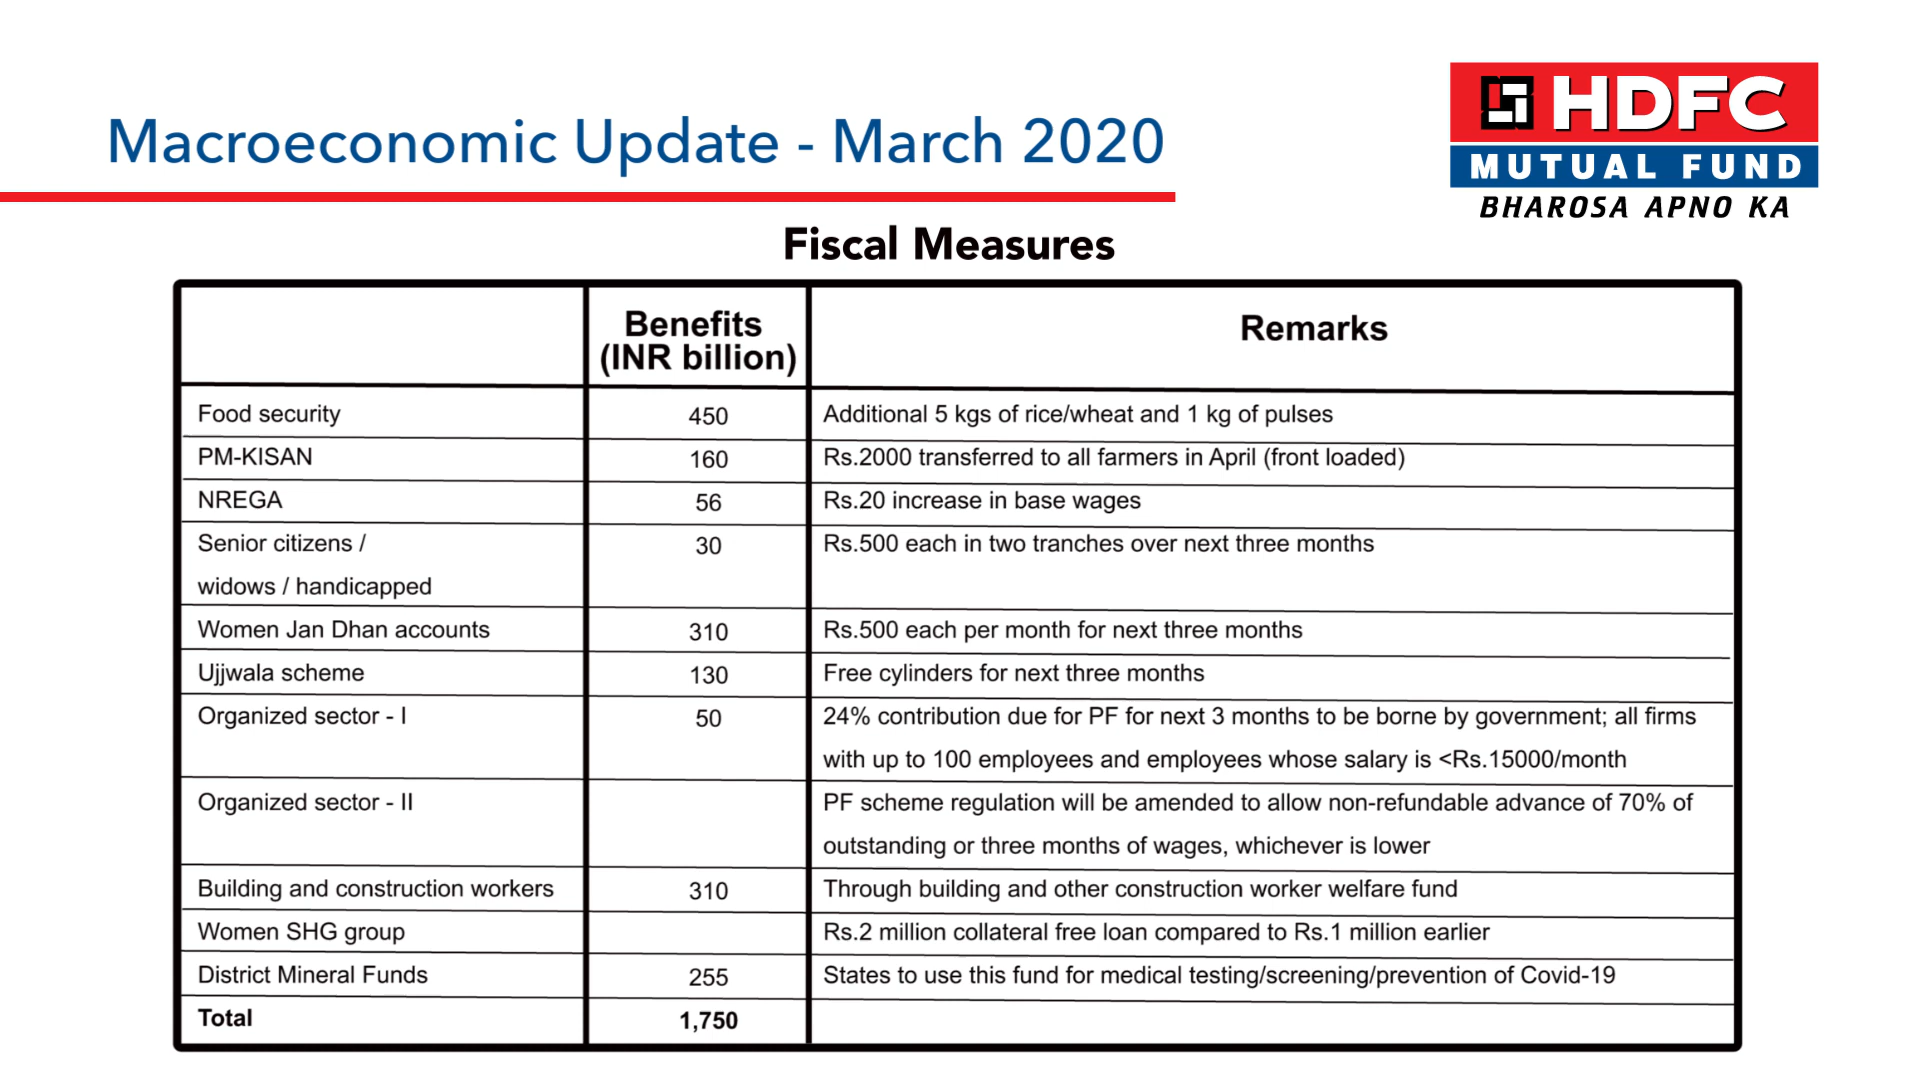 Macroeconomic Update - March 2020
HDFC
MUTUAL FUND
BHAROSA APNO KA
Fiscal Measures
Benefits
(INR billion)
Remarks
Food security 450 Additional 5 kgs of rice/wheat and 1 kg of pulses
PM-KISAN 160 Rs.2000 transferred to all farmers in April (front loaded)
NREGA 56 Rs.20 increase in base wages
Senior citizens / 30 Rs.500 each in two tranches over next three months
widows / handicapped
Women Jan Dhan accounts 310 Rs.500 each per month for next three months
Ujjwala scheme 130 Free cylinders for next three months
Organized sector - I 50 24% contribution due for PF for next 3 months to be borne by government; all firms
with up to 100 employees and employees whose salary is <Rs.15000/month
Organized sector - II PF scheme regulation will be amended to allow non-refundable advance of 70% of
outstanding or three months of wages, whichever is lower
Building and construction workers 310 Through building and other construction worker welfare fund
Women SHG group Rs.2 million collateral free loan compared to Rs.1 million earlier
District Mineral Funds 255 States to use this fund for medical testing/screening/prevention of Covid-19
Total 1,750